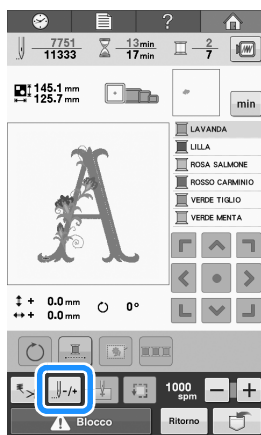 ?
7751
11333
13min
17min
2
7
145.1 mm
125.7 mm
min
LAVANDA
LILLA
ROSA SALMONE
ROSSO CARMINIO
VERDE TIGLIO
VERDE MENTA
A
+ 0.0 mm
+ 0.0 mm
0°
-/+
1000
spm
− +
Blocco
Ritorno